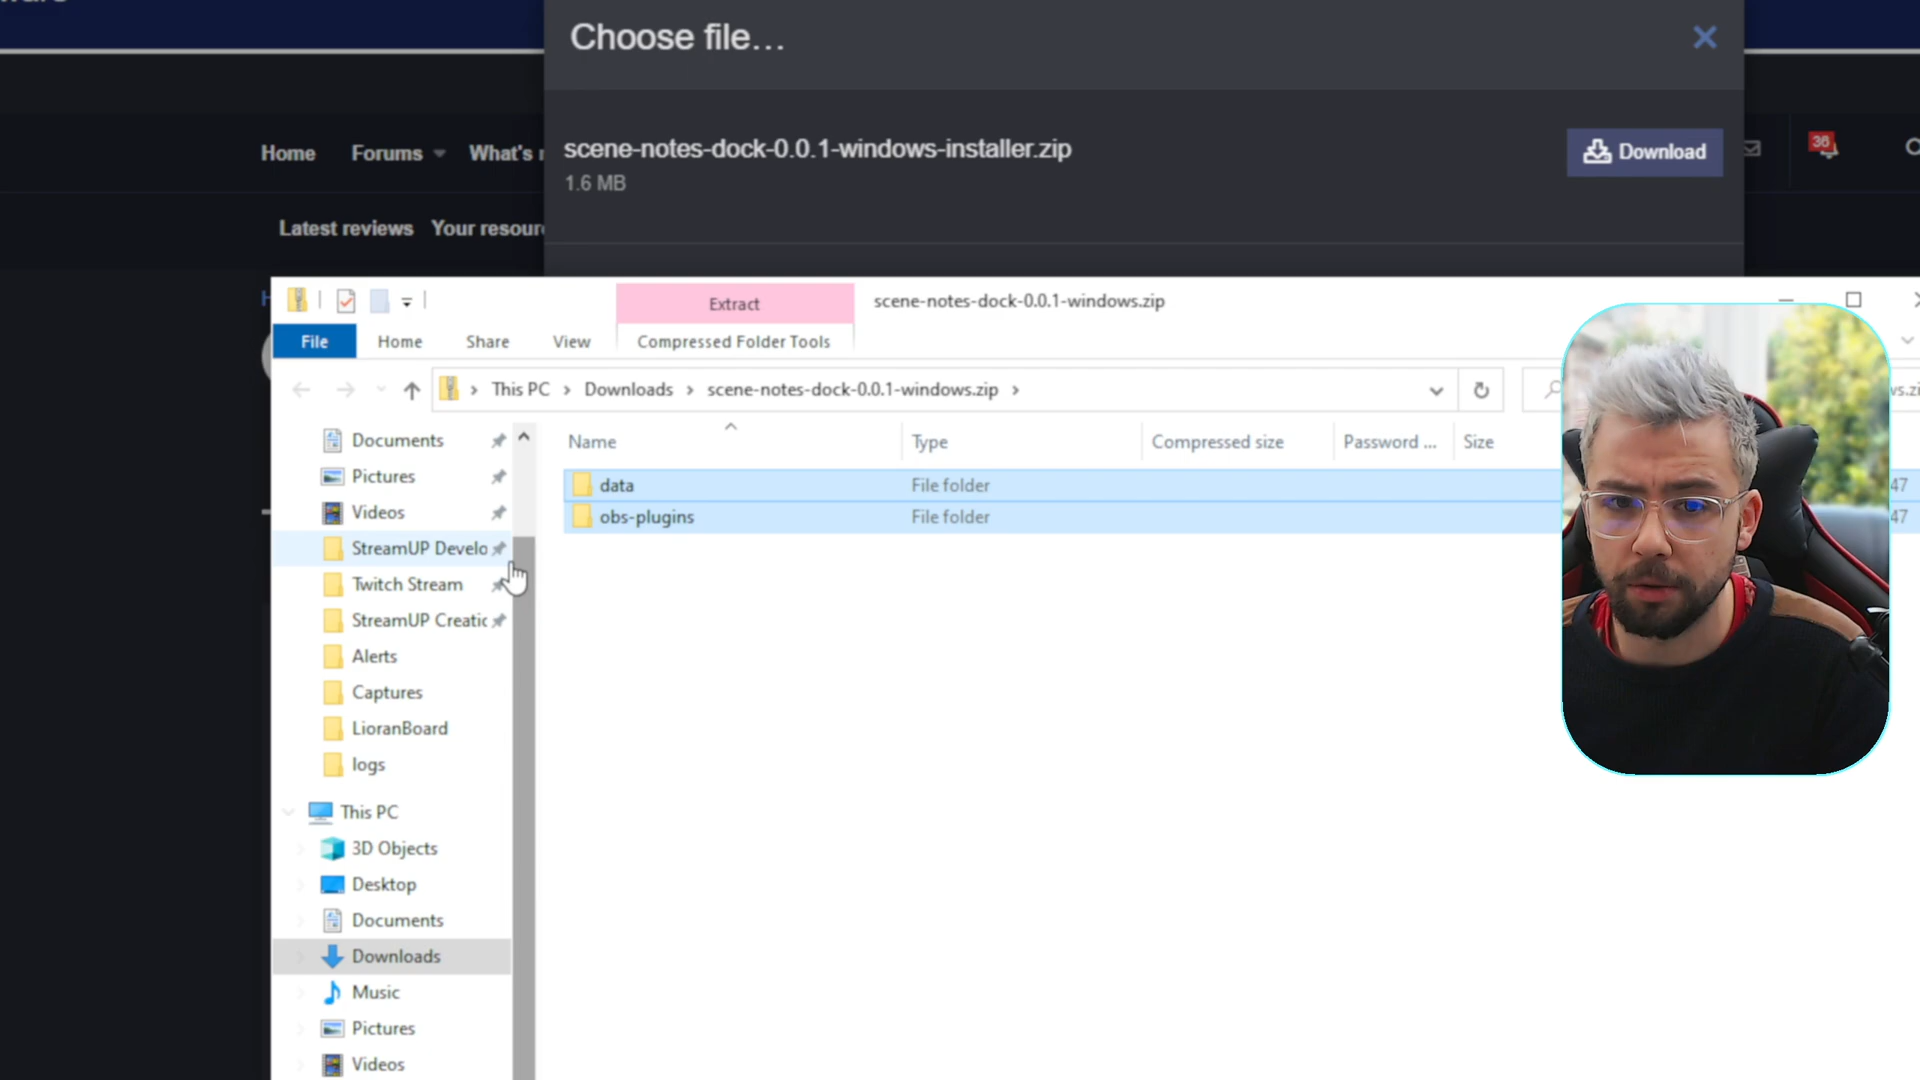 Choose file...
Home
Forums
What's
scene-notes-dock-0.0.1-windows-installer.zip
Download
36
1.6 MB
Latest reviews
Your resour
Extract
scene-notes-dock-0.0.1-windows.zip
File
Home
Share
View
Compressed Folder Tools
This PC
Downloads
scene-notes-dock-0.0.1-windows.zip
Documents
Name
Type
Compressed size
Password ...
Size
Pictures
data
File folder
47
Videos
obs-plugins
File folder
47
StreamUP Develo
Twitch Stream
StreamUP Creatic
Alerts
Captures
LioranBoard
logs
This PC
3D Objects
Desktop
Documents
Downloads
Music
Pictures
Videos